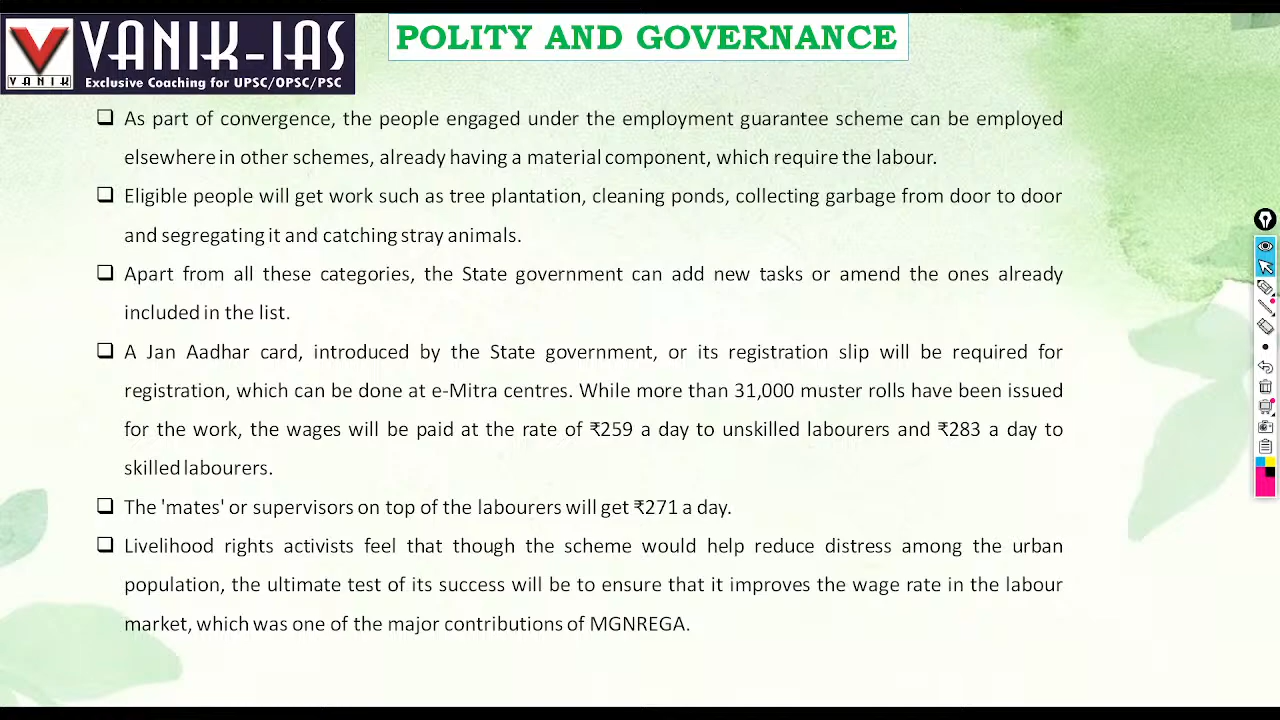 VANIK-IAS
VANIK
Exclusive Coaching for UPSC/OPSC/PSC
POLITY AND GOVERNANCE
As part of convergence, the people engaged under the employment guarantee scheme can be employed
elsewhere in other schemes, already having a material component, which require the labour.
Eligible people will get work such as tree plantation, cleaning ponds, collecting garbage from door to door
and segregating it and catching stray animals.
Apart from all these categories, the State government can add new tasks or amend the ones already
included in the list.
A Jan Aadhar card, introduced by the State government, or its registration slip will be required for
registration, which can be done at e-Mitra centres. While more than 31,000 muster rolls have been issued
for the work, the wages will be paid at the rate of ₹259 a day to unskilled labourers and ₹283 a day to
skilled labourers.
The 'mates' or supervisors on top of the labourers will get ₹271 a day.
Livelihood rights activists feel that though the scheme would help reduce distress among the urban
population, the ultimate test of its success will be to ensure that it improves the wage rate in the labour
market, which was one of the major contributions of MGNREGA.